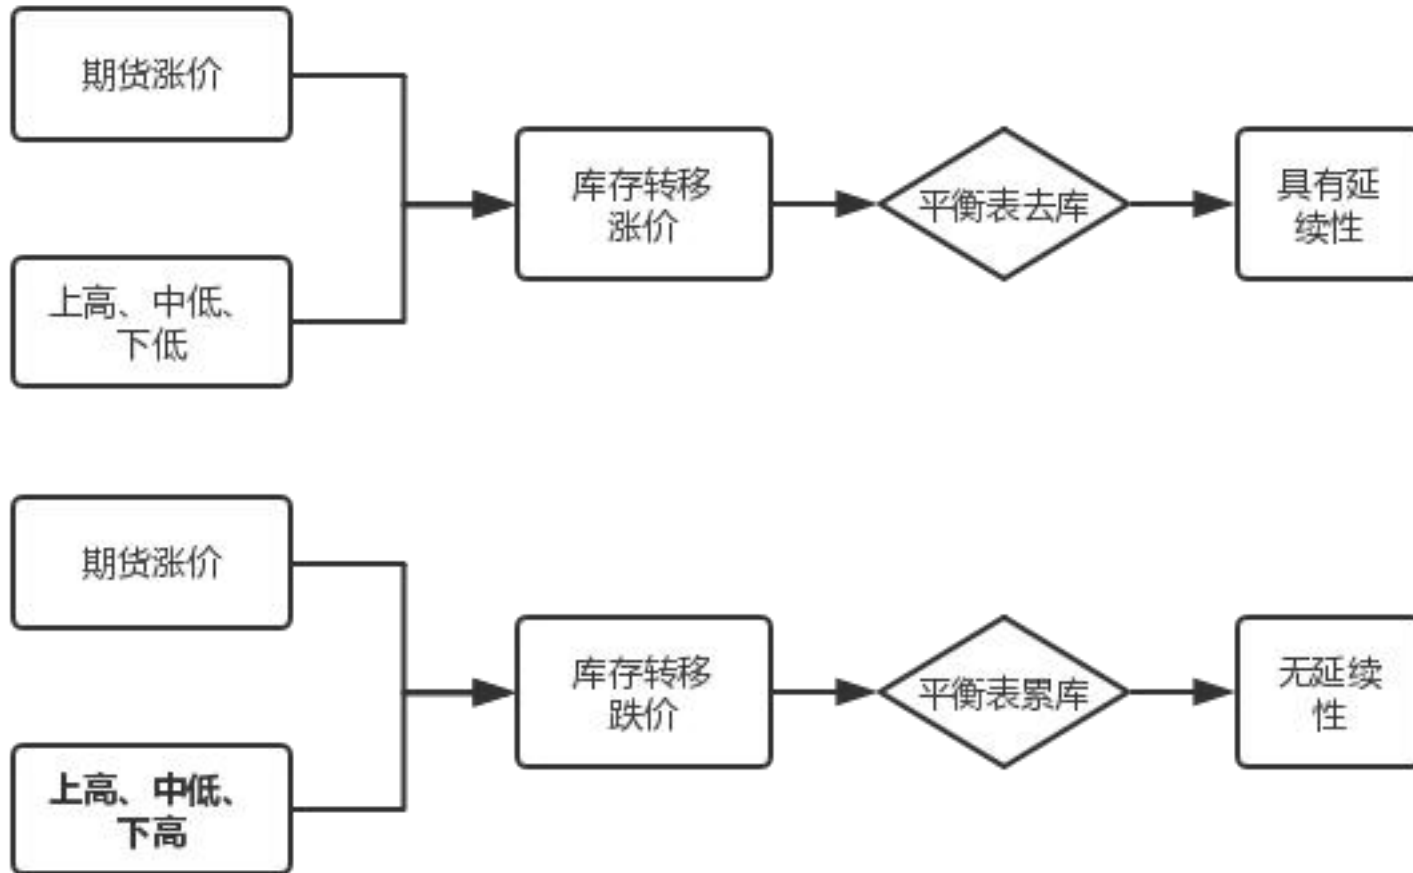 期货涨价
上高、中低、
下低
库存转移
涨价
平衡表去库
具有延
续性
期货涨价
上高、中低、
下高
库存转移
跌价
平衡表累库
无延续
性